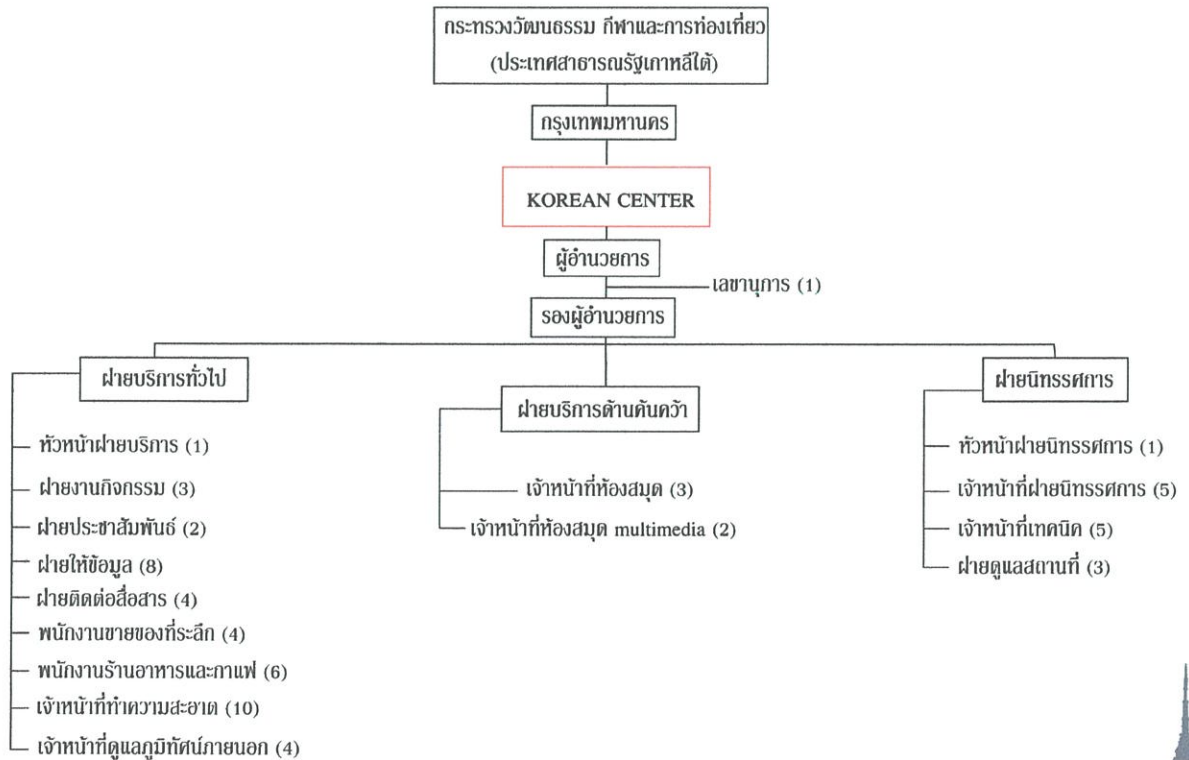 กระทรวงวัฒนธรรม กีฬาและการท่องเที่ยว
(ประเทศสาธารณรัฐเกาหลีใต้)
กรุงเทพมหานคร
KOREAN CENTER
ผู้อำนวยการ
เลขานุการ (1)
รองผู้อำนวยการ
ฝ่ายบริการทั่วไป
หัวหน้าฝ่ายบริการ (1)
ฝ่ายงานกิจกรรม (3)
ฝ่ายประชาสัมพันธ์ (2)
ฝ่ายให้ข้อมูล (8)
ฝ่ายติดต่อสื่อสาร (4)
พนักงานขายของที่ระลึก (4)
พนักงานร้านอาหารและกาแฟ (6)
เจ้าหน้าที่ทำความสะอาด (10)
เจ้าหน้าที่ดูแลภูมิทัศน์ภายนอก (4)
ฝ่ายบริการด้านค้นคว้า
เจ้าหน้าที่ห้องสมุด (3)
เจ้าหน้าที่ห้องสมุด multimedia (2)
ฝ่ายนิทรรศการ
หัวหน้าฝ่ายนิทรรศการ (1)
เจ้าหน้าที่ฝ่ายนิทรรศการ (5)
เจ้าหน้าที่เทคนิค (5)
ฝ่ายดูแลสถานที่ (3)